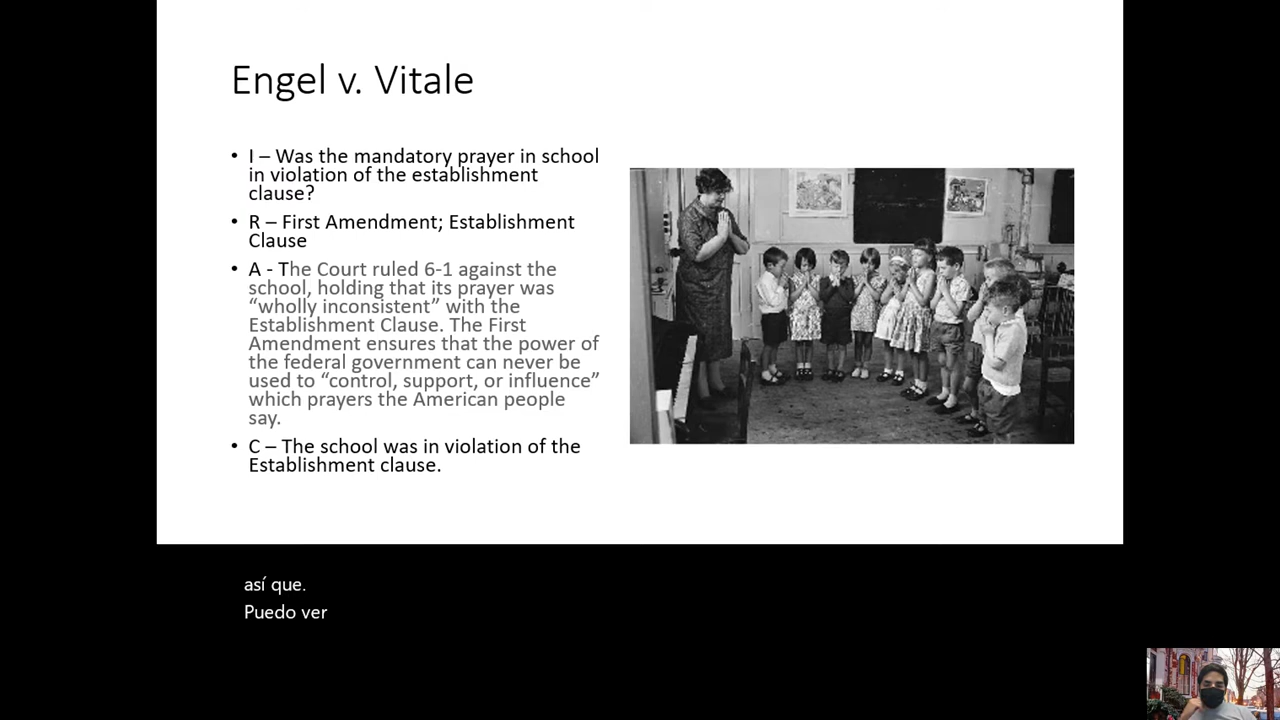 Engel v. Vitale
• I – Was the mandatory prayer in school
in violation of the establishment
clause?
• R – First Amendment; Establishment
Clause
• A - The Court ruled 6-1 against the
school, holding that its prayer was
“wholly inconsistent” with the
Establishment Clause. The First
Amendment ensures that the power of
the federal government can never be
used to “control, support, or influence”
which prayers the American people
say.
• C – The school was in violation of the
Establishment clause.
así que.
Puedo ver